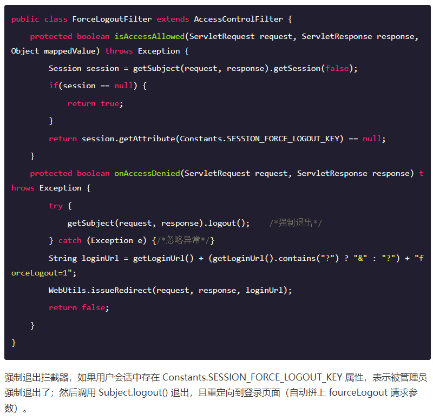 public class ForceLogoutFilter extends AccessControlFilter {
protected boolean isAccessAllowed(ServletRequest request, ServletResponse response,
Object mappedValue) throws Exception {
Session session = getSubject(request, response).getSession(false);
if(session == null) {
return true;
}
return session.getAttribute(Constants.SESSION_FORCE_LOGOUT_KEY) == null;
}
protected boolean onAccessDenied(ServletRequest request, ServletResponse response) t
hrows Exception {
try {
getSubject(request, response).logout(); /*强制退出*/
} catch (Exception e) {/*忽略异常*/}
String loginUrl = getLoginUrl() + (getLoginUrl().contains("?") ? "&" : "?") + "f
orceLogout=1";
WebUtils.issueRedirect(request, response, loginUrl);
return false;
}
}
强制退出拦截器，如果用户会话中存在 Constants.SESSION_FORCE_LOGOUT_KEY 属性，表示被管理员
强制退出了；然后调用 Subject.logout() 退出，且重定向到登录页面（自动拼上 fourceLogout 请求参
数）。